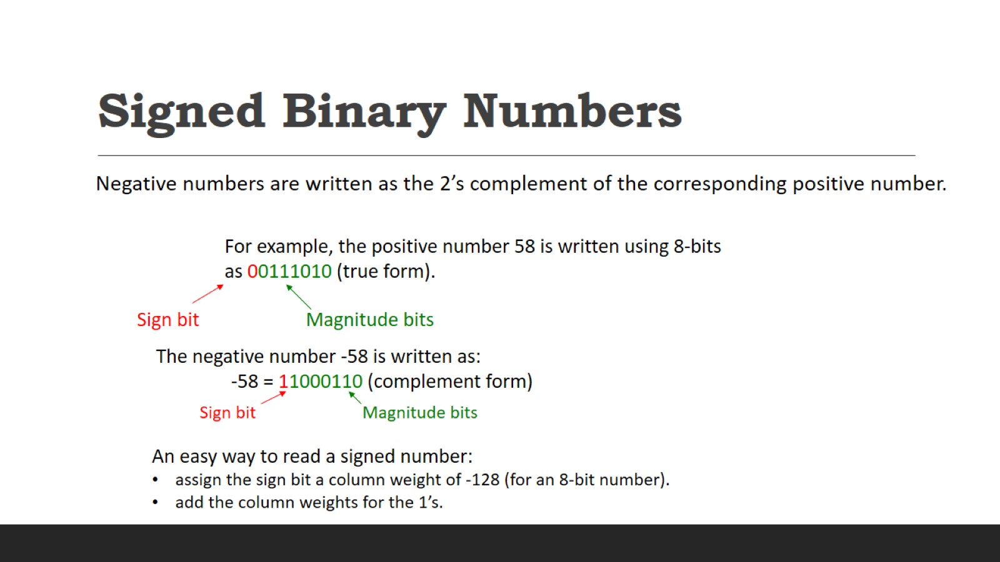 Signed Binary Numbers
Negative numbers are written as the 2’s complement of the corresponding positive number.
For example, the positive number 58 is written using 8-bits
as 00111010 (true form).
Sign bit
Magnitude bits
The negative number -58 is written as:
-58 = 11000110 (complement form)
Sign bit
Magnitude bits
An easy way to read a signed number:
• assign the sign bit a column weight of -128 (for an 8-bit number).
• add the column weights for the 1’s.